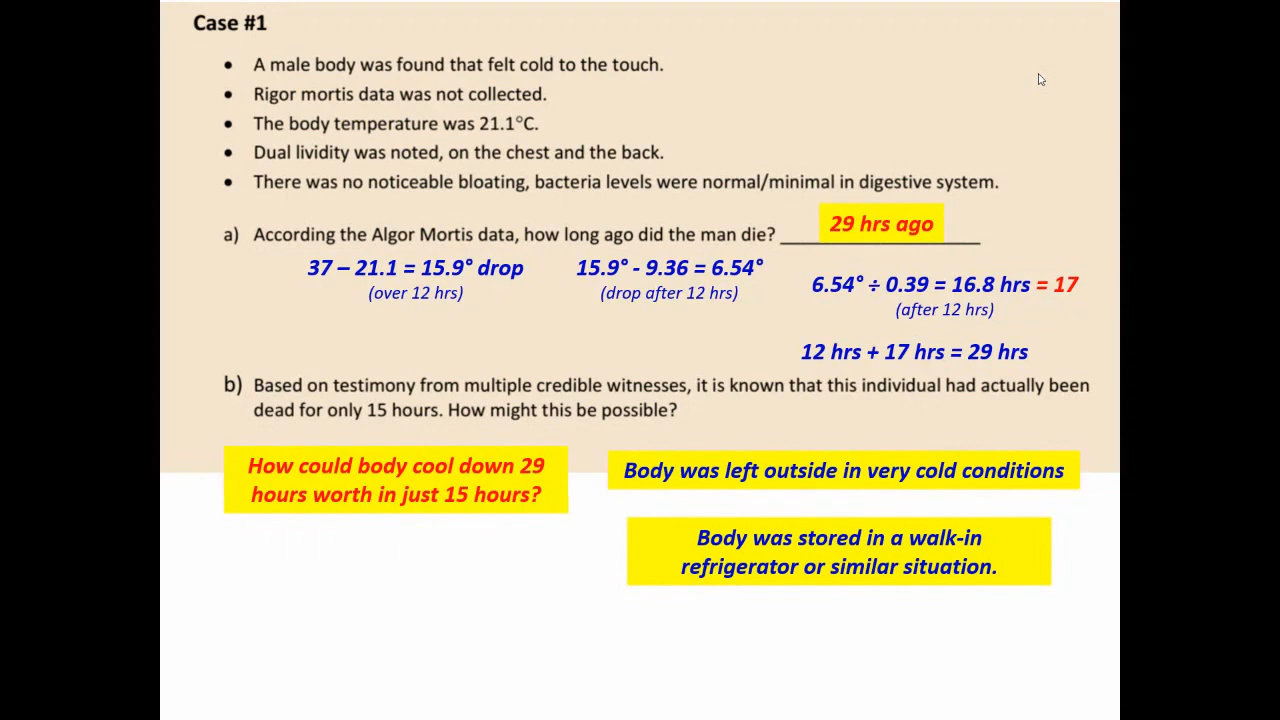 Case #1
• A male body was found that felt cold to the touch.
• Rigor mortis data was not collected.
• The body temperature was 21.1°C.
• Dual lividity was noted, on the chest and the back.
• There was no noticeable bloating, bacteria levels were normal/minimal in digestive system.
a) According the Algor Mortis data, how long ago did the man die? ____________________ 29 hrs ago
37 – 21.1 = 15.9° drop
(over 12 hrs)
15.9° - 9.36 = 6.54°
(drop after 12 hrs)
6.54° ÷ 0.39 = 16.8 hrs = 17
(after 12 hrs)
12 hrs + 17 hrs = 29 hrs
b) Based on testimony from multiple credible witnesses, it is known that this individual had actually been
dead for only 15 hours. How might this be possible?
How could body cool down 29
hours worth in just 15 hours?
Body was left outside in very cold conditions
Body was stored in a walk-in
refrigerator or similar situation.